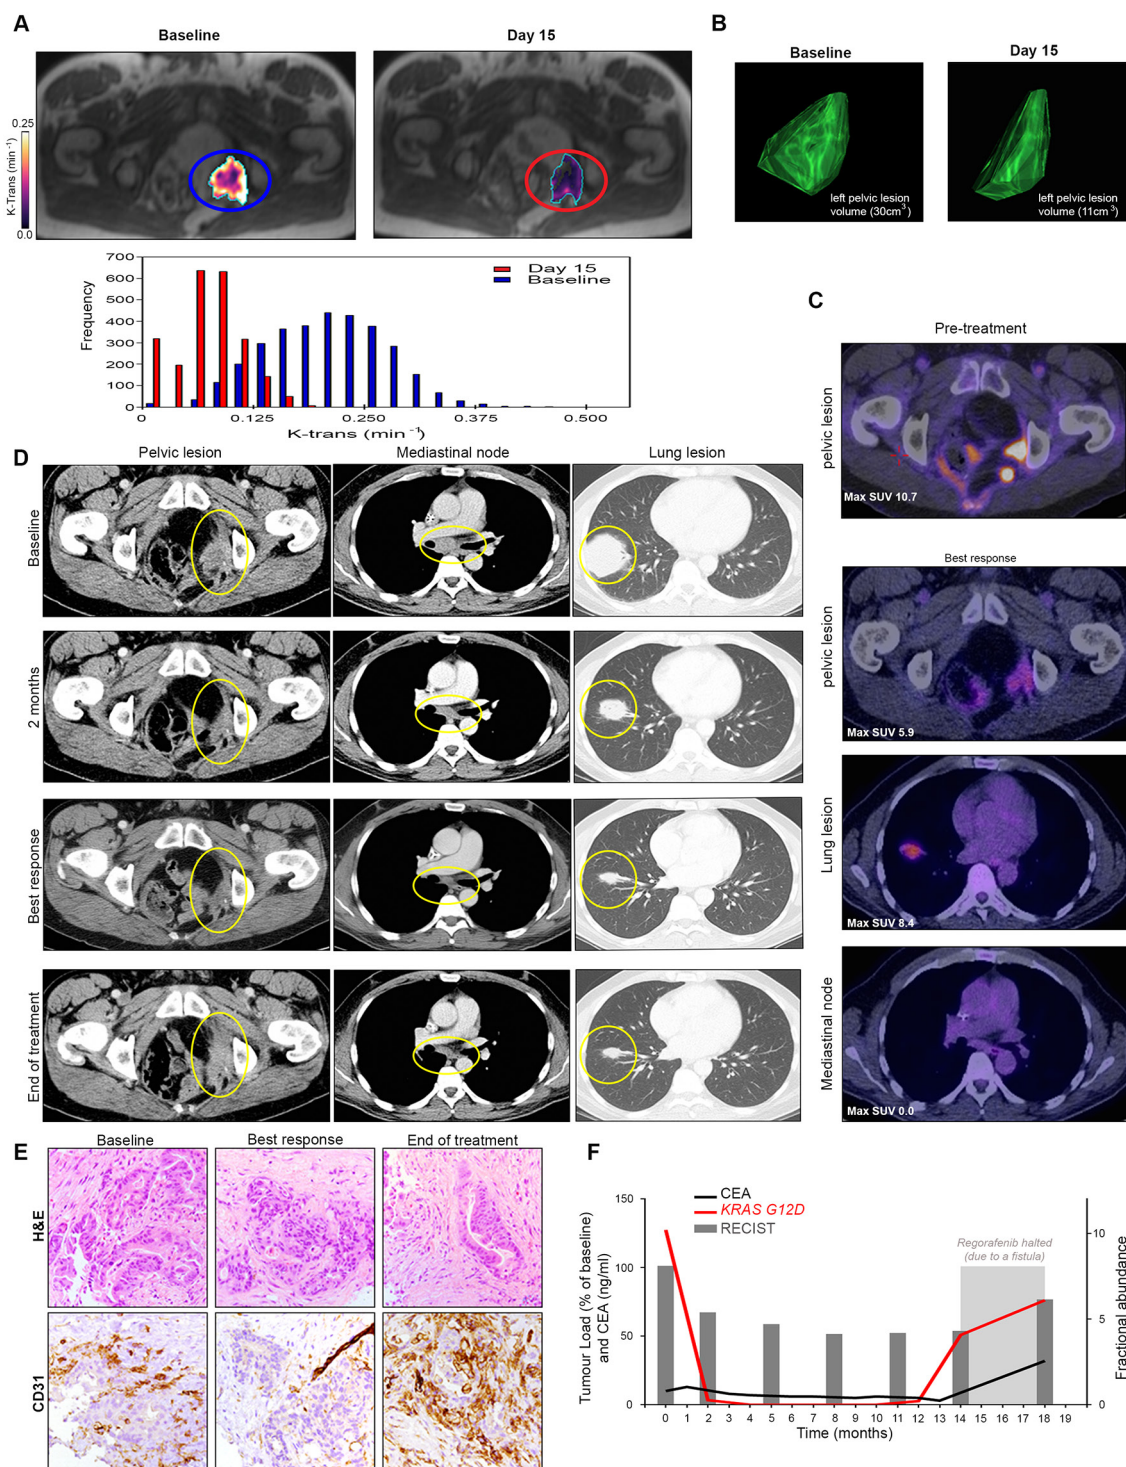 A
Baseline
Day 15
0.25
K-Trans (min⁻¹)
0.0
B
Baseline
Day 15
left pelvic lesion
volume (30cm³)
left pelvic lesion
volume (11cm³)
700
600
500
400
300
200
100
0
Frequency
Day 15
Baseline
0
0.125
0.250
0.375
0.500
K-trans (min⁻¹)
C
Pre-treatment
pelvic lesion
Max SUV 10.7
Best response
pelvic lesion
Max SUV 5.9
Lung lesion
Max SUV 8.4
Mediastinal node
Max SUV 0.0
D
Pelvic lesion
Mediastinal node
Lung lesion
Baseline
2 months
Best response
End of treatment
E
Baseline
Best response
End of treatment
H&E
CD31
F
CEA
KRAS G12D
RECIST
Regorafenib halted
(due to a fistula)
150
100
50
0
Tumour Load (% of baseline)
and CEA (ng/ml)
10
5
0
Fractional abundance
0 1 2 3 4 5 6 7 8 9 10 11 12 13 14 15 16 17 18 19
Time (months)